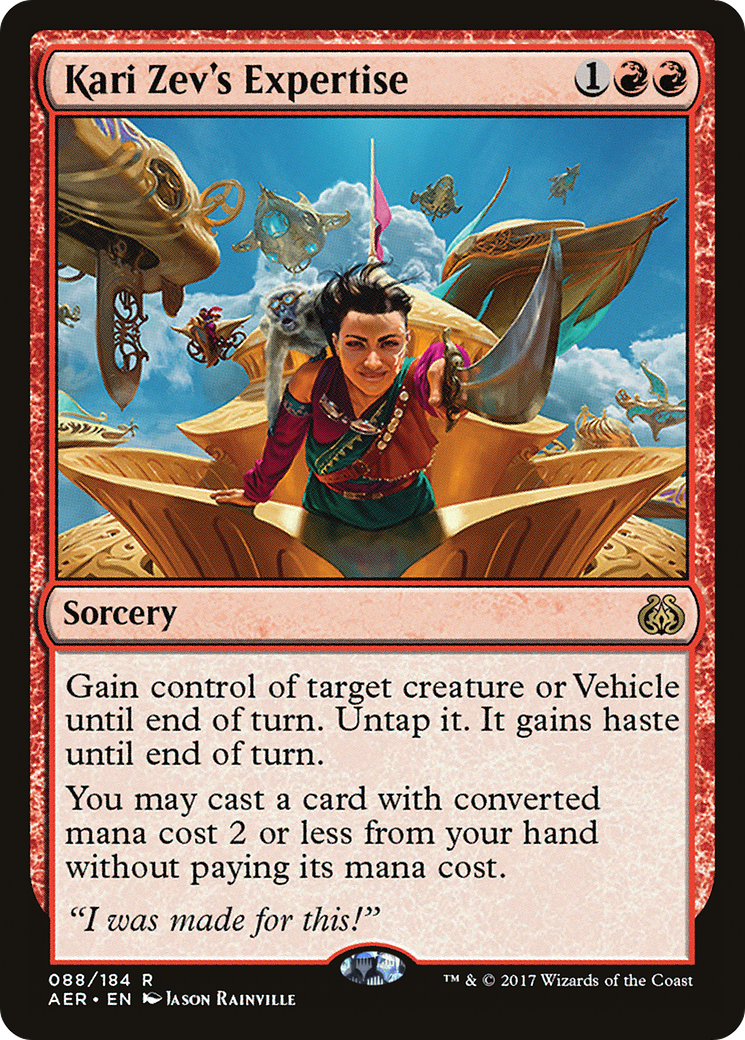 Kari Zev's Expertise 1
Sorcery
Gain control of target creature or Vehicle
until end of turn. Untap it. It gains haste
until end of turn.
You may cast a card with converted
mana cost 2 or less from your hand
without paying its mana cost.
“I was made for this!”
088/184 R
™ & © 2017 Wizards of the Coast
AER • EN Jason Rainville